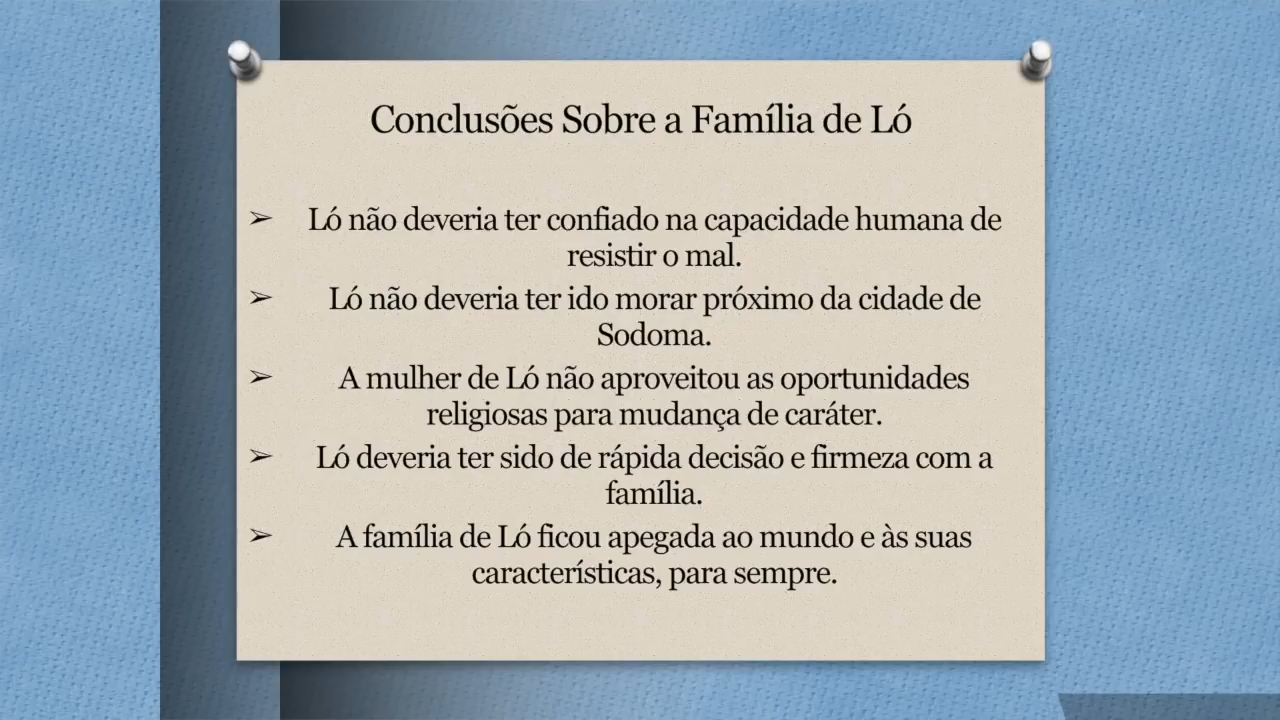 Conclusões Sobre a Família de Ló
➢ Ló não deveria ter confiado na capacidade humana de
resistir o mal.
➢ Ló não deveria ter ido morar próximo da cidade de
Sodoma.
➢ A mulher de Ló não aproveitou as oportunidades
religiosas para mudança de caráter.
➢ Ló deveria ter sido de rápida decisão e firmeza com a
família.
➢ A família de Ló ficou apegada ao mundo e às suas
características, para sempre.